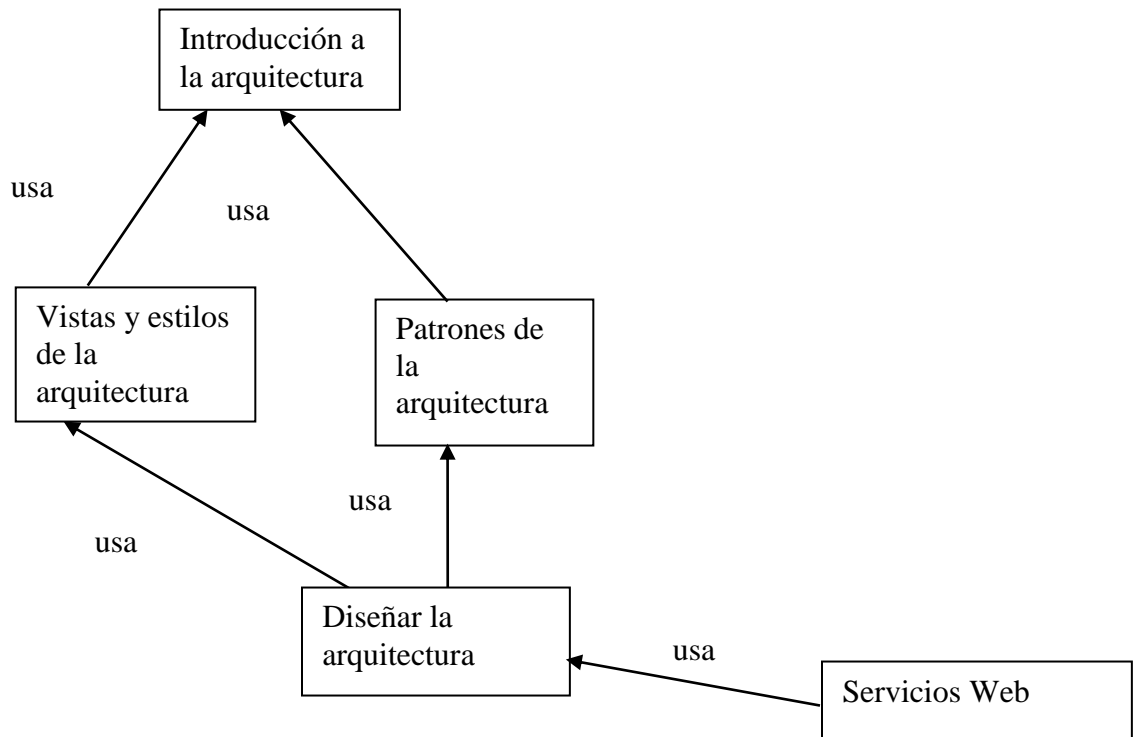 Introducción a
la arquitectura
usa
usa
Vistas y estilos
de la
arquitectura
Patrones de
la
arquitectura
usa
usa
Diseñar la
arquitectura
usa
Servicios Web